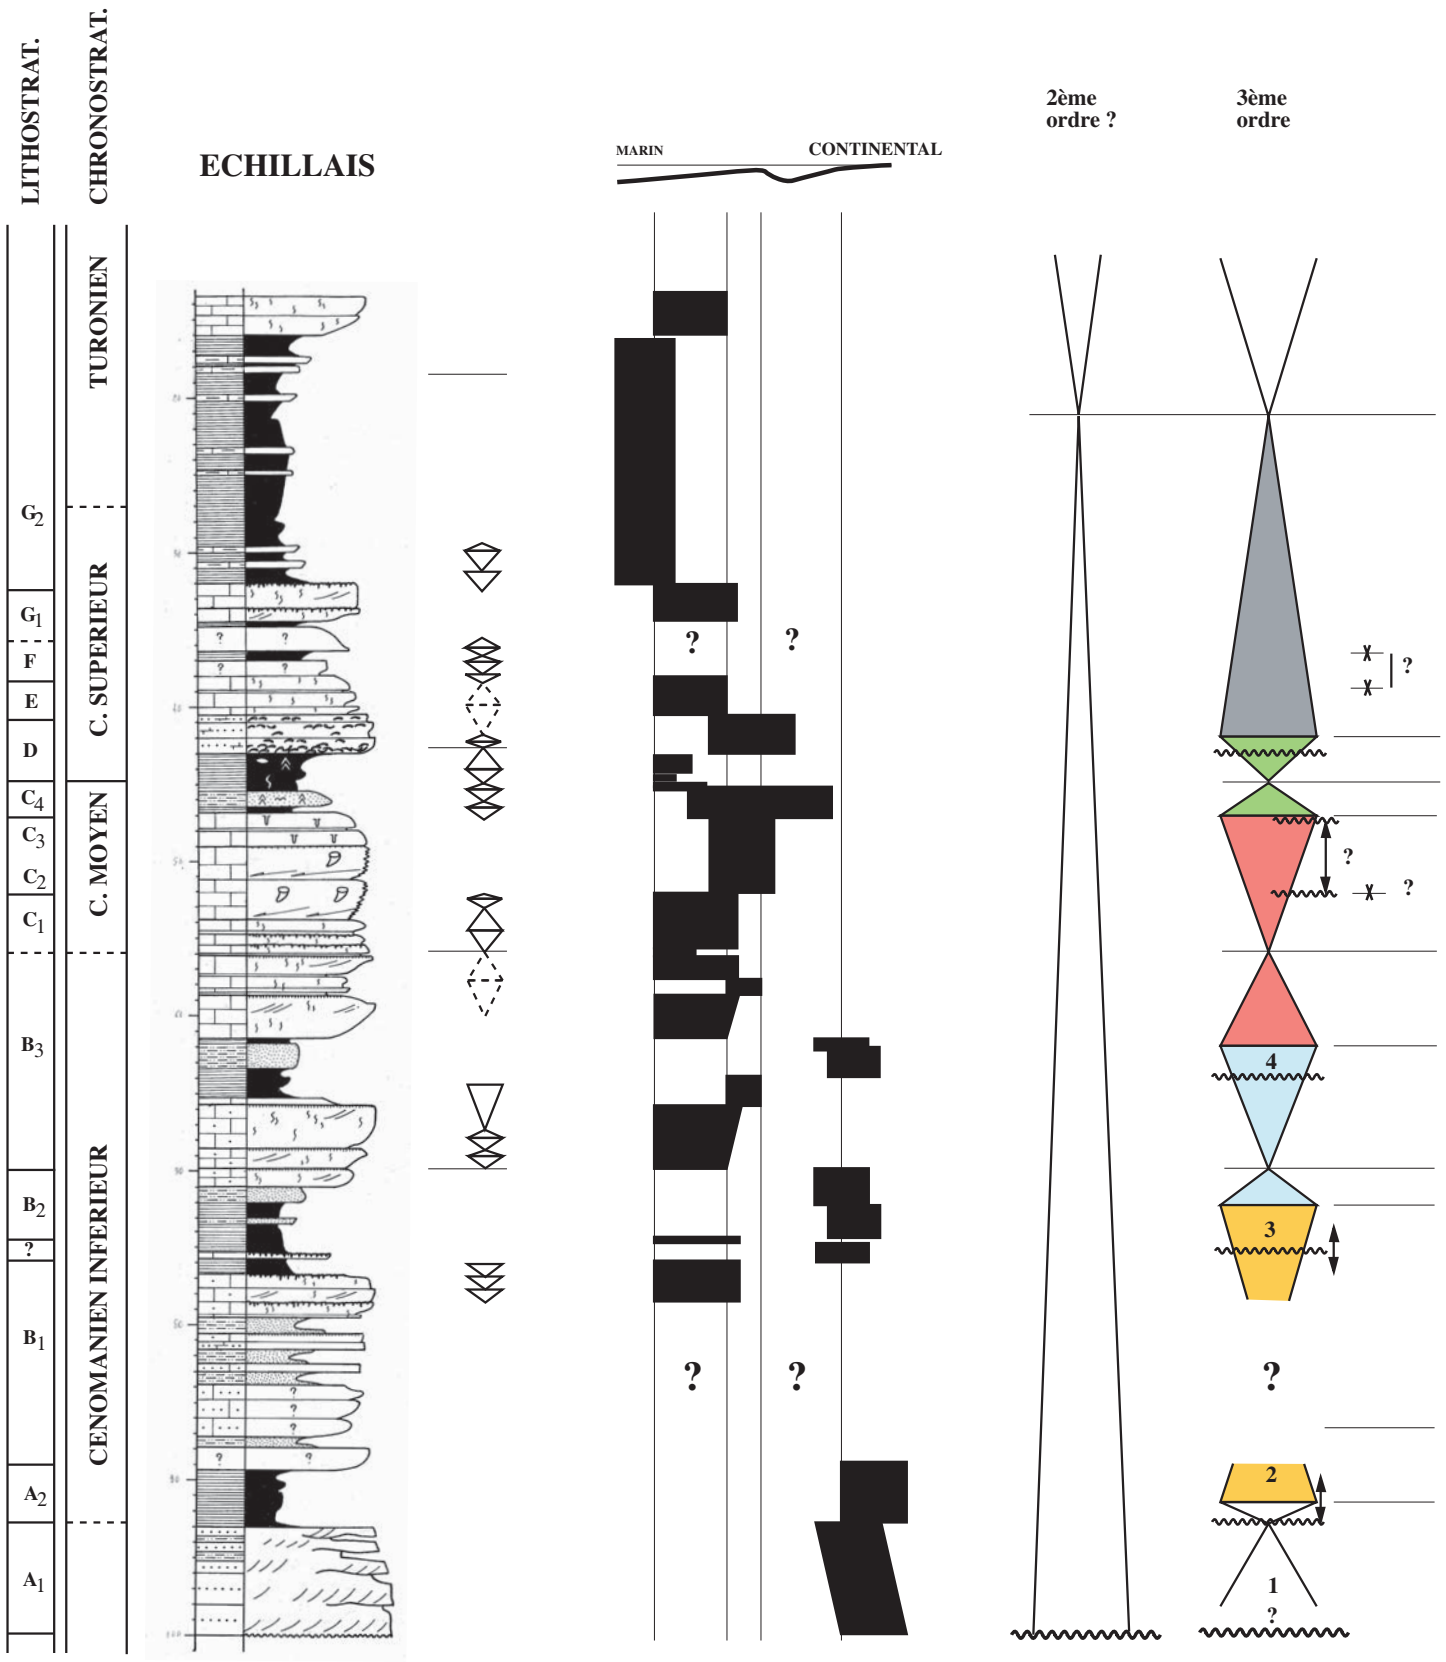 LITHOSTRAT.
CHRONOSTRAT.
ECHILLAIS
MARIN
CONTINENTAL
2ème
ordre ?
3ème
ordre
TURONIEN
C. SUPERIEUR
C. MOYEN
CENOMANIEN INFERIEUR
G2
G1
F
E
D
C4
C3
C2
C1
B3
B2
?
B1
A2
A1
? ?
? ?
? ?
?
?
?
? ?
? ?
?
?
?
4
3
?
2
1
?